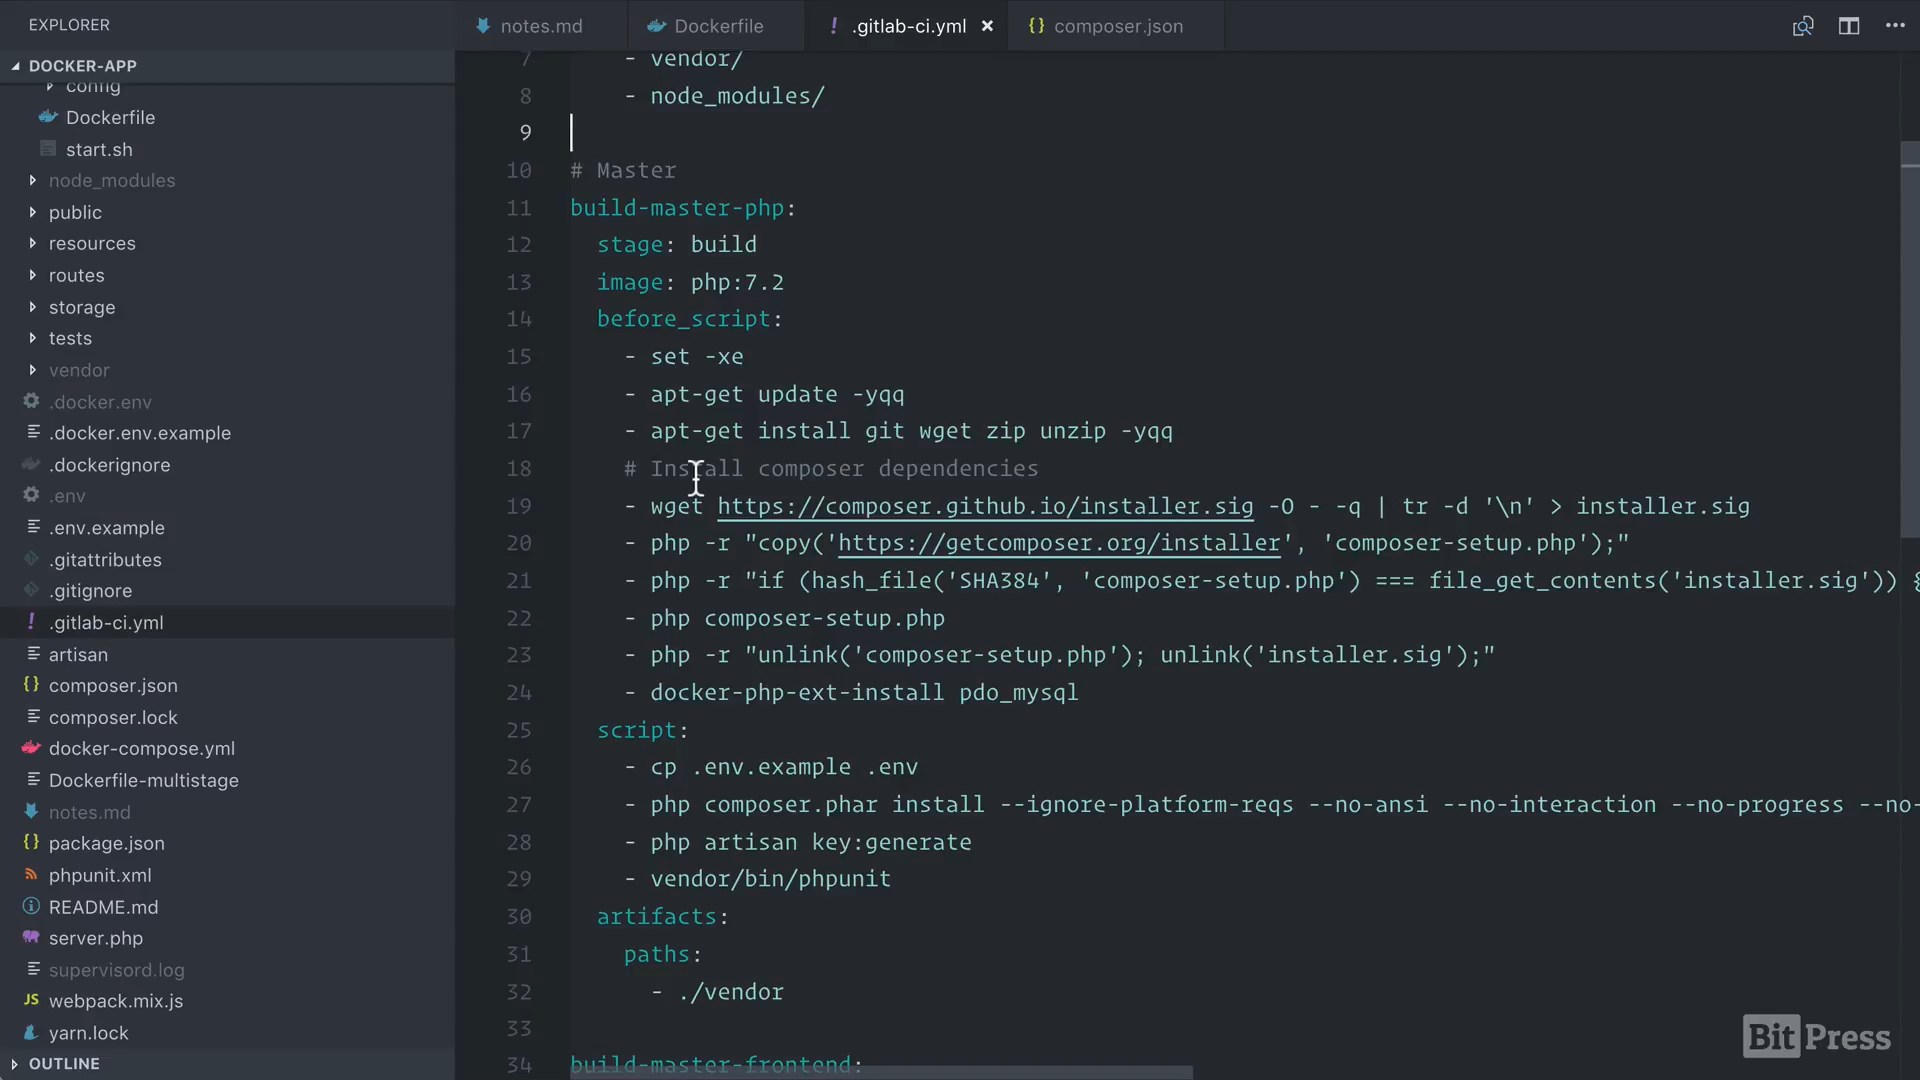 EXPLORER
DOCKER-APP
config
Dockerfile
start.sh
node_modules
public
resources
routes
storage
tests
vendor
.docker.env
.docker.env.example
.dockerignore
.env
.env.example
.gitattributes
.gitignore
! .gitlab-ci.yml
artisan
{} composer.json
composer.lock
docker-compose.yml
Dockerfile-multistage
notes.md
{} package.json
phpunit.xml
README.md
server.php
supervisord.log
JS webpack.mix.js
yarn.lock
OUTLINE
notes.md Dockerfile ! .gitlab-ci.yml × {} composer.json
7 - vendor/
8 - node_modules/
9
10 # Master
11 build-master-php:
12 stage: build
13 image: php:7.2
14 before_script:
15 - set -xe
16 - apt-get update -yqq
17 - apt-get install git wget zip unzip -yqq
18 # Install composer dependencies
19 - wget https://composer.github.io/installer.sig -O - -q | tr -d '\n' > installer.sig
20 - php -r "copy('https://getcomposer.org/installer', 'composer-setup.php');"
21 - php -r "if (hash_file('SHA384', 'composer-setup.php') === file_get_contents('installer.sig')) {
22 - php composer-setup.php
23 - php -r "unlink('composer-setup.php'); unlink('installer.sig');"
24 - docker-php-ext-install pdo_mysql
25 script:
26 - cp .env.example .env
27 - php composer.phar install --ignore-platform-reqs --no-ansi --no-interaction --no-progress --no-
28 - php artisan key:generate
29 - vendor/bin/phpunit
30 artifacts:
31 paths:
32 - ./vendor
33
34 build-master-frontend:
BitPress